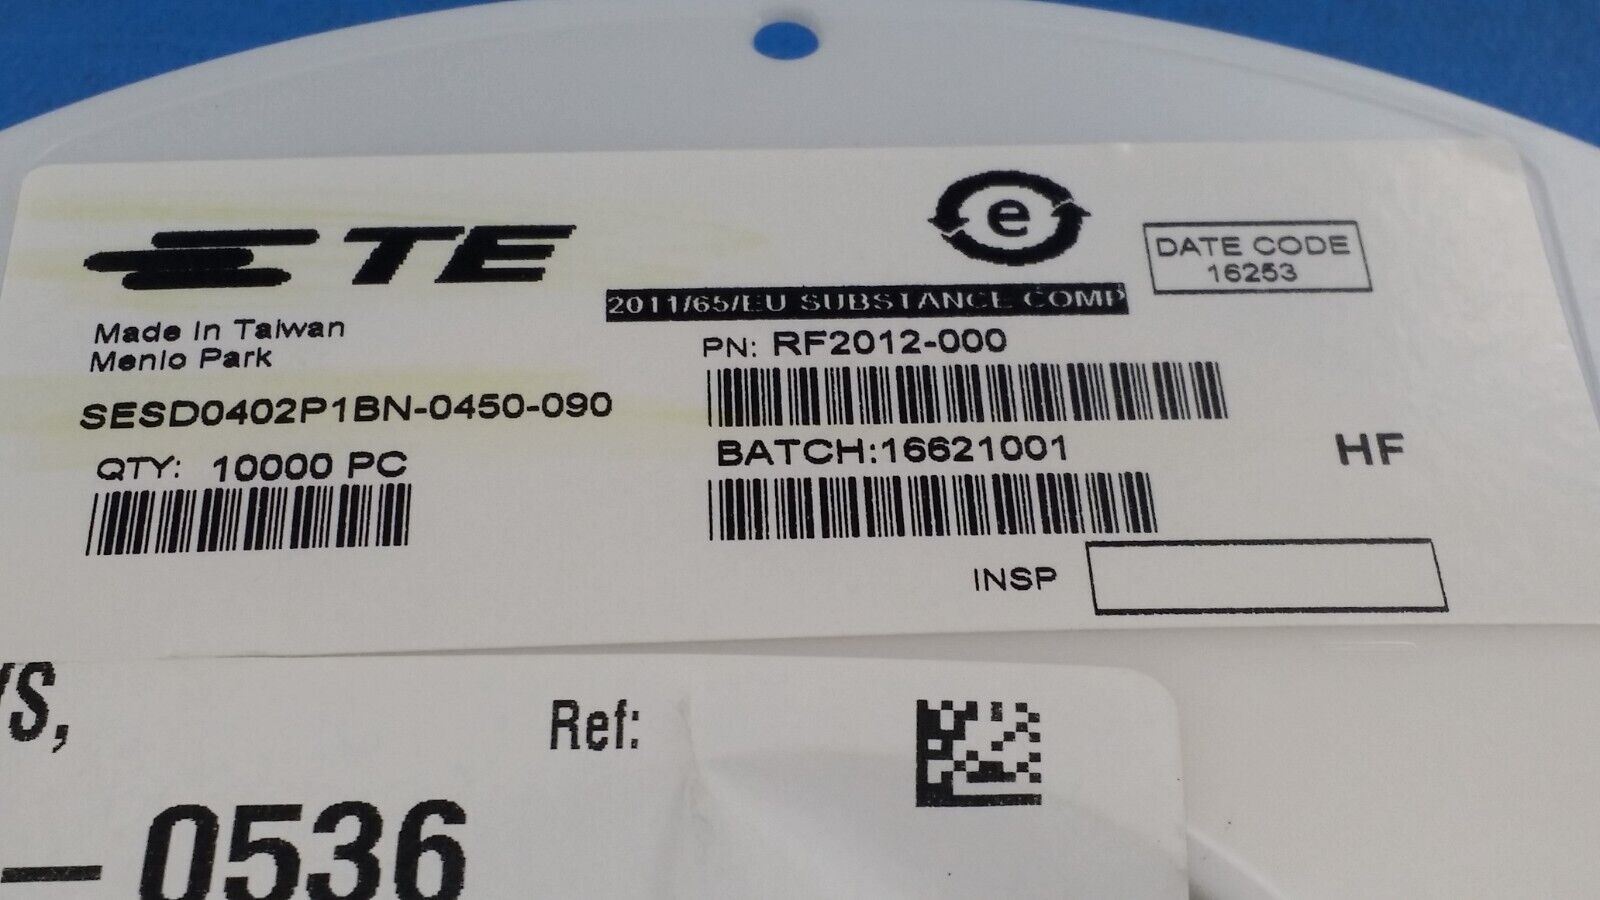 TE
e
DATE CODE
16253
2011/65/EU SUBSTANCE COMP
Made In Taiwan
Menlo Park
PN: RF2012-000
SESD0402P1BN-0450-090
QTY: 10000 PC
BATCH:16621001
HF
INSP
S,
Ref:
- 0536